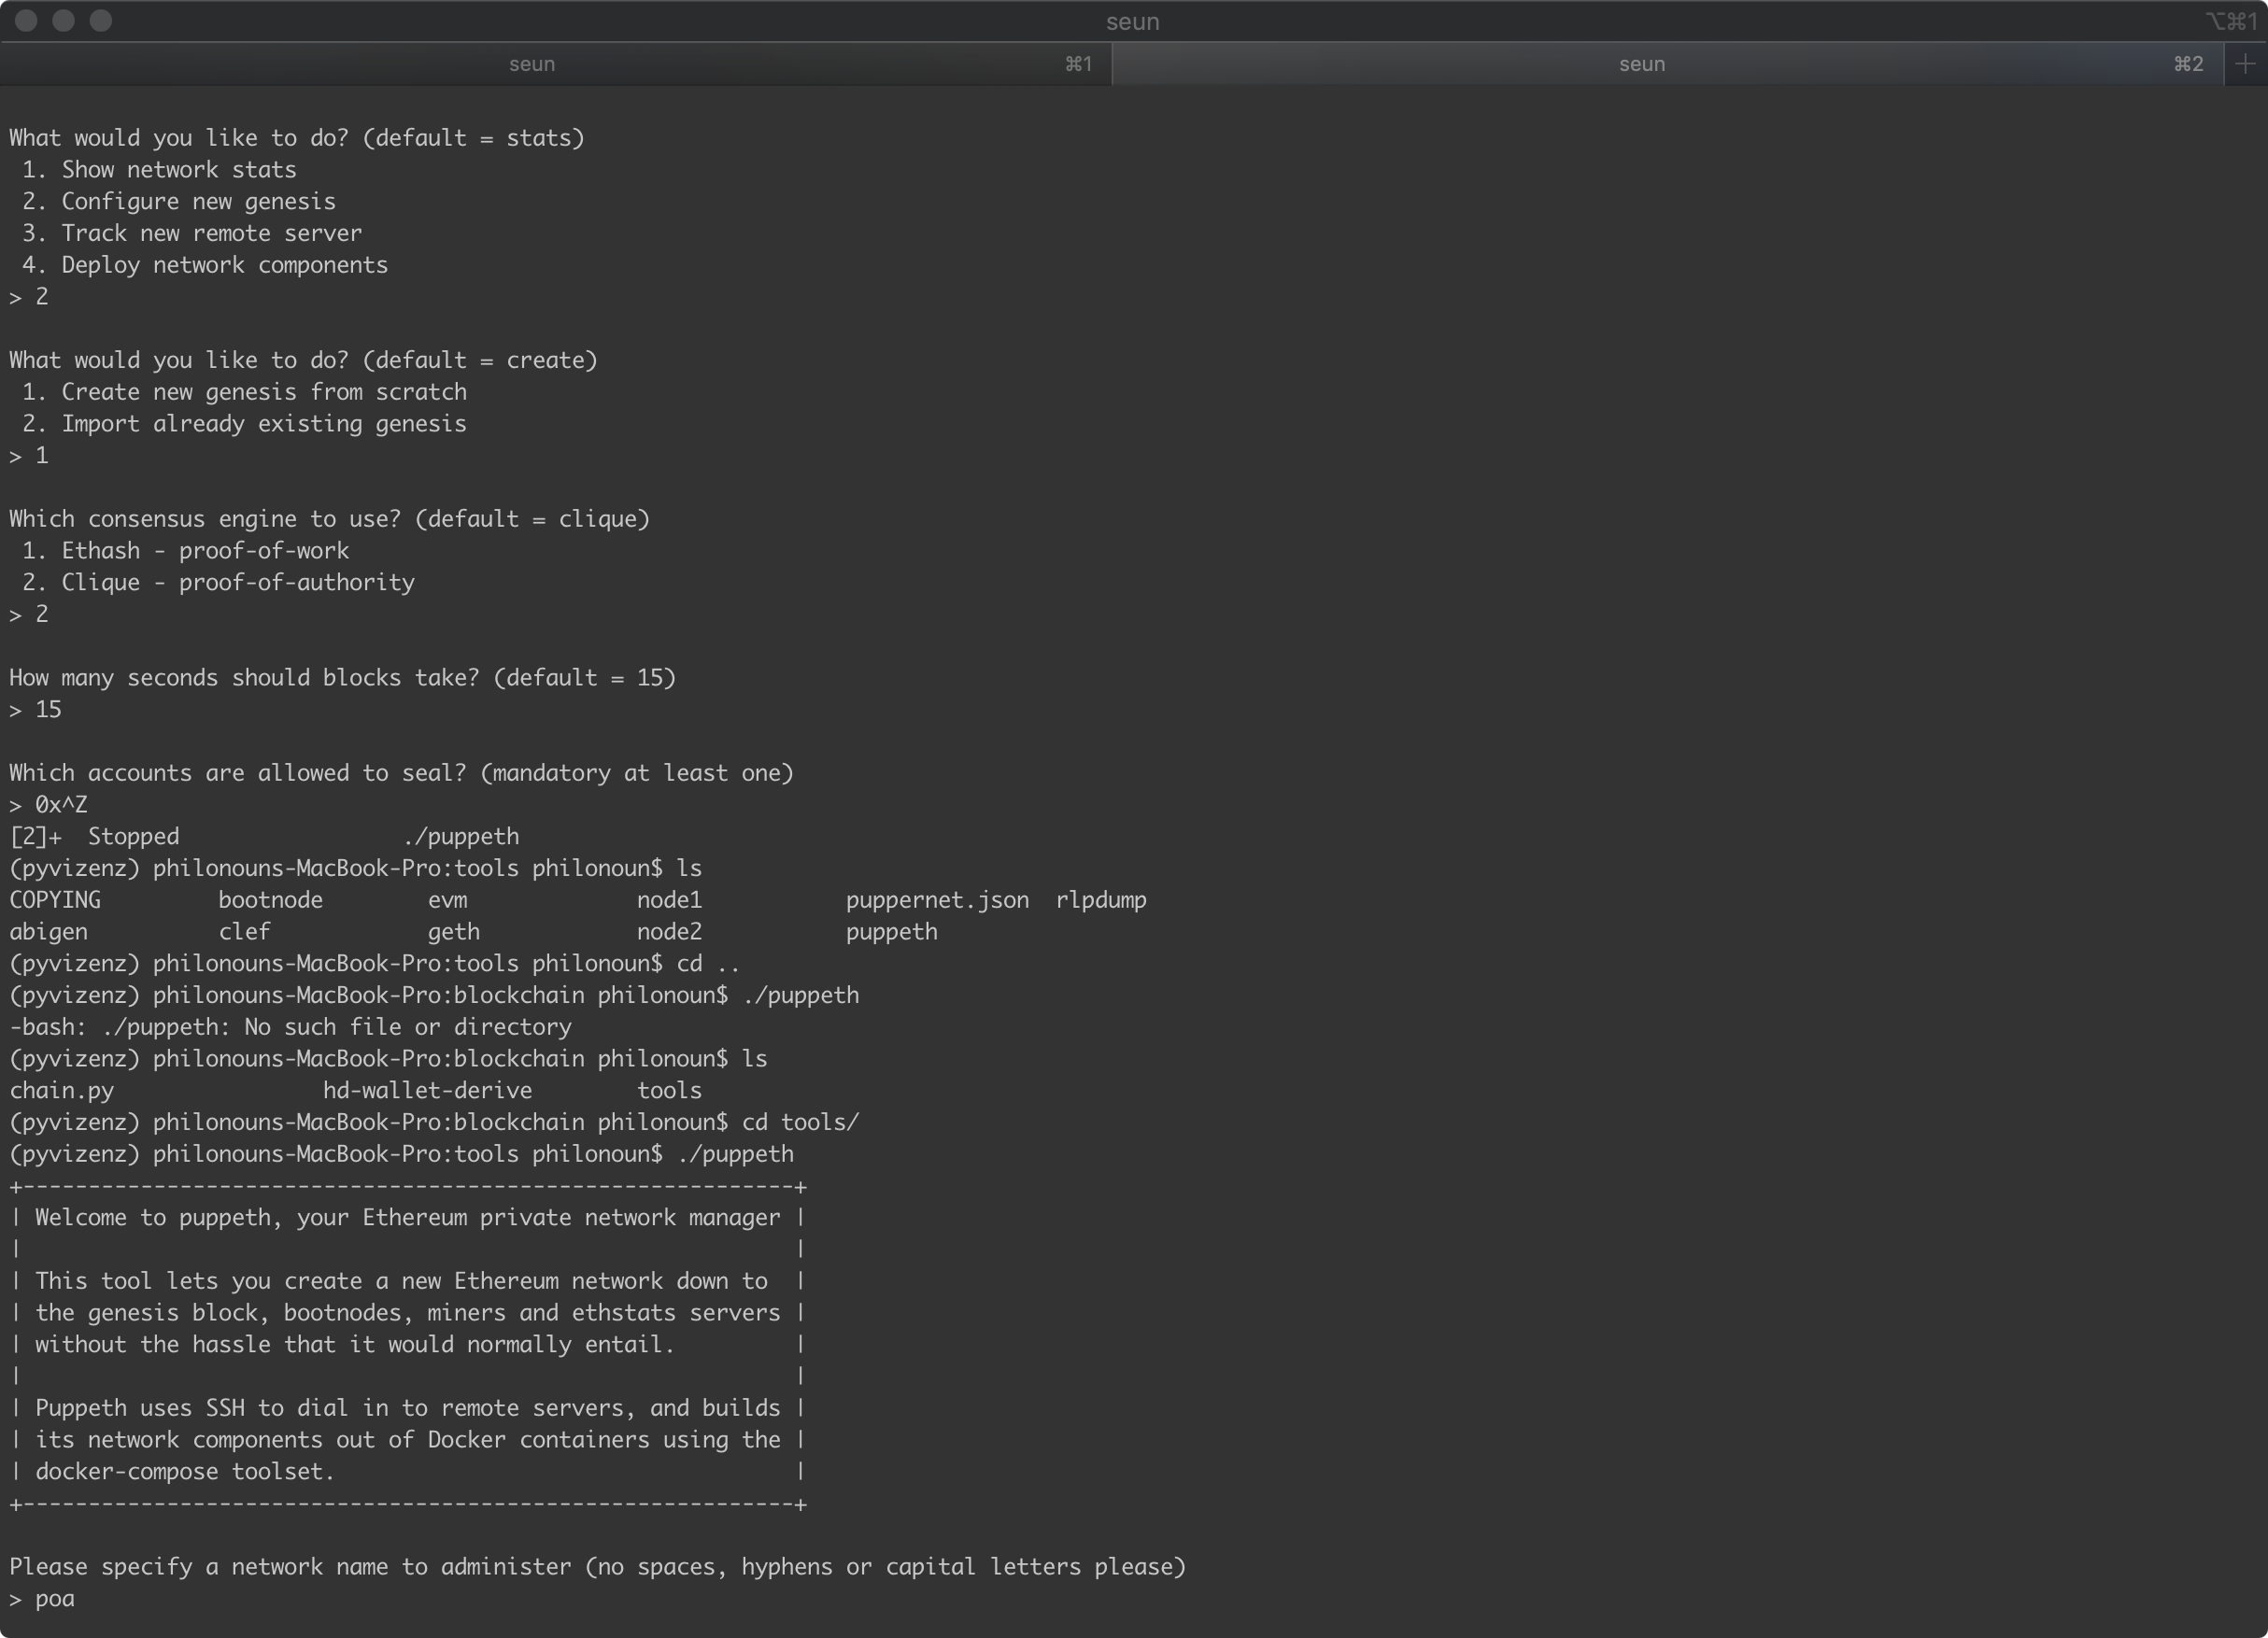 seun ⌥⌘1
seun ⌘1 seun ⌘2 +
What would you like to do? (default = stats)
 1. Show network stats
 2. Configure new genesis
 3. Track new remote server
 4. Deploy network components
> 2
What would you like to do? (default = create)
 1. Create new genesis from scratch
 2. Import already existing genesis
> 1
Which consensus engine to use? (default = clique)
 1. Ethash - proof-of-work
 2. Clique - proof-of-authority
> 2
How many seconds should blocks take? (default = 15)
> 15
Which accounts are allowed to seal? (mandatory at least one)
> 0x^Z
[2]+  Stopped                 ./puppeth
(pyvizenz) philonouns-MacBook-Pro:tools philonoun$ ls
COPYING         bootnode        evm             node1           puppernet.json  rlpdump
abigen          clef            geth            node2           puppeth
(pyvizenz) philonouns-MacBook-Pro:tools philonoun$ cd ..
(pyvizenz) philonouns-MacBook-Pro:blockchain philonoun$ ./puppeth
-bash: ./puppeth: No such file or directory
(pyvizenz) philonouns-MacBook-Pro:blockchain philonoun$ ls
chain.py                hd-wallet-derive        tools
(pyvizenz) philonouns-MacBook-Pro:blockchain philonoun$ cd tools/
(pyvizenz) philonouns-MacBook-Pro:tools philonoun$ ./puppeth
+-----------------------------------------------------------+
| Welcome to puppeth, your Ethereum private network manager |
|                                                           |
| This tool lets you create a new Ethereum network down to  |
| the genesis block, bootnodes, miners and ethstats servers |
| without the hassle that it would normally entail.         |
|                                                           |
| Puppeth uses SSH to dial in to remote servers, and builds |
| its network components out of Docker containers using the |
| docker-compose toolset.                                   |
+-----------------------------------------------------------+
Please specify a network name to administer (no spaces, hyphens or capital letters please)
> poa